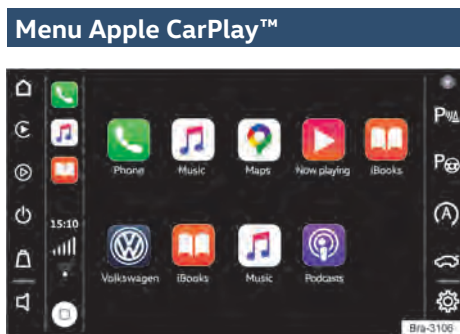 Menu Apple CarPlay™
Phone Music Maps Now playing iBooks
15:10
Volkswagen iBooks Music Podcasts
Bra-3106